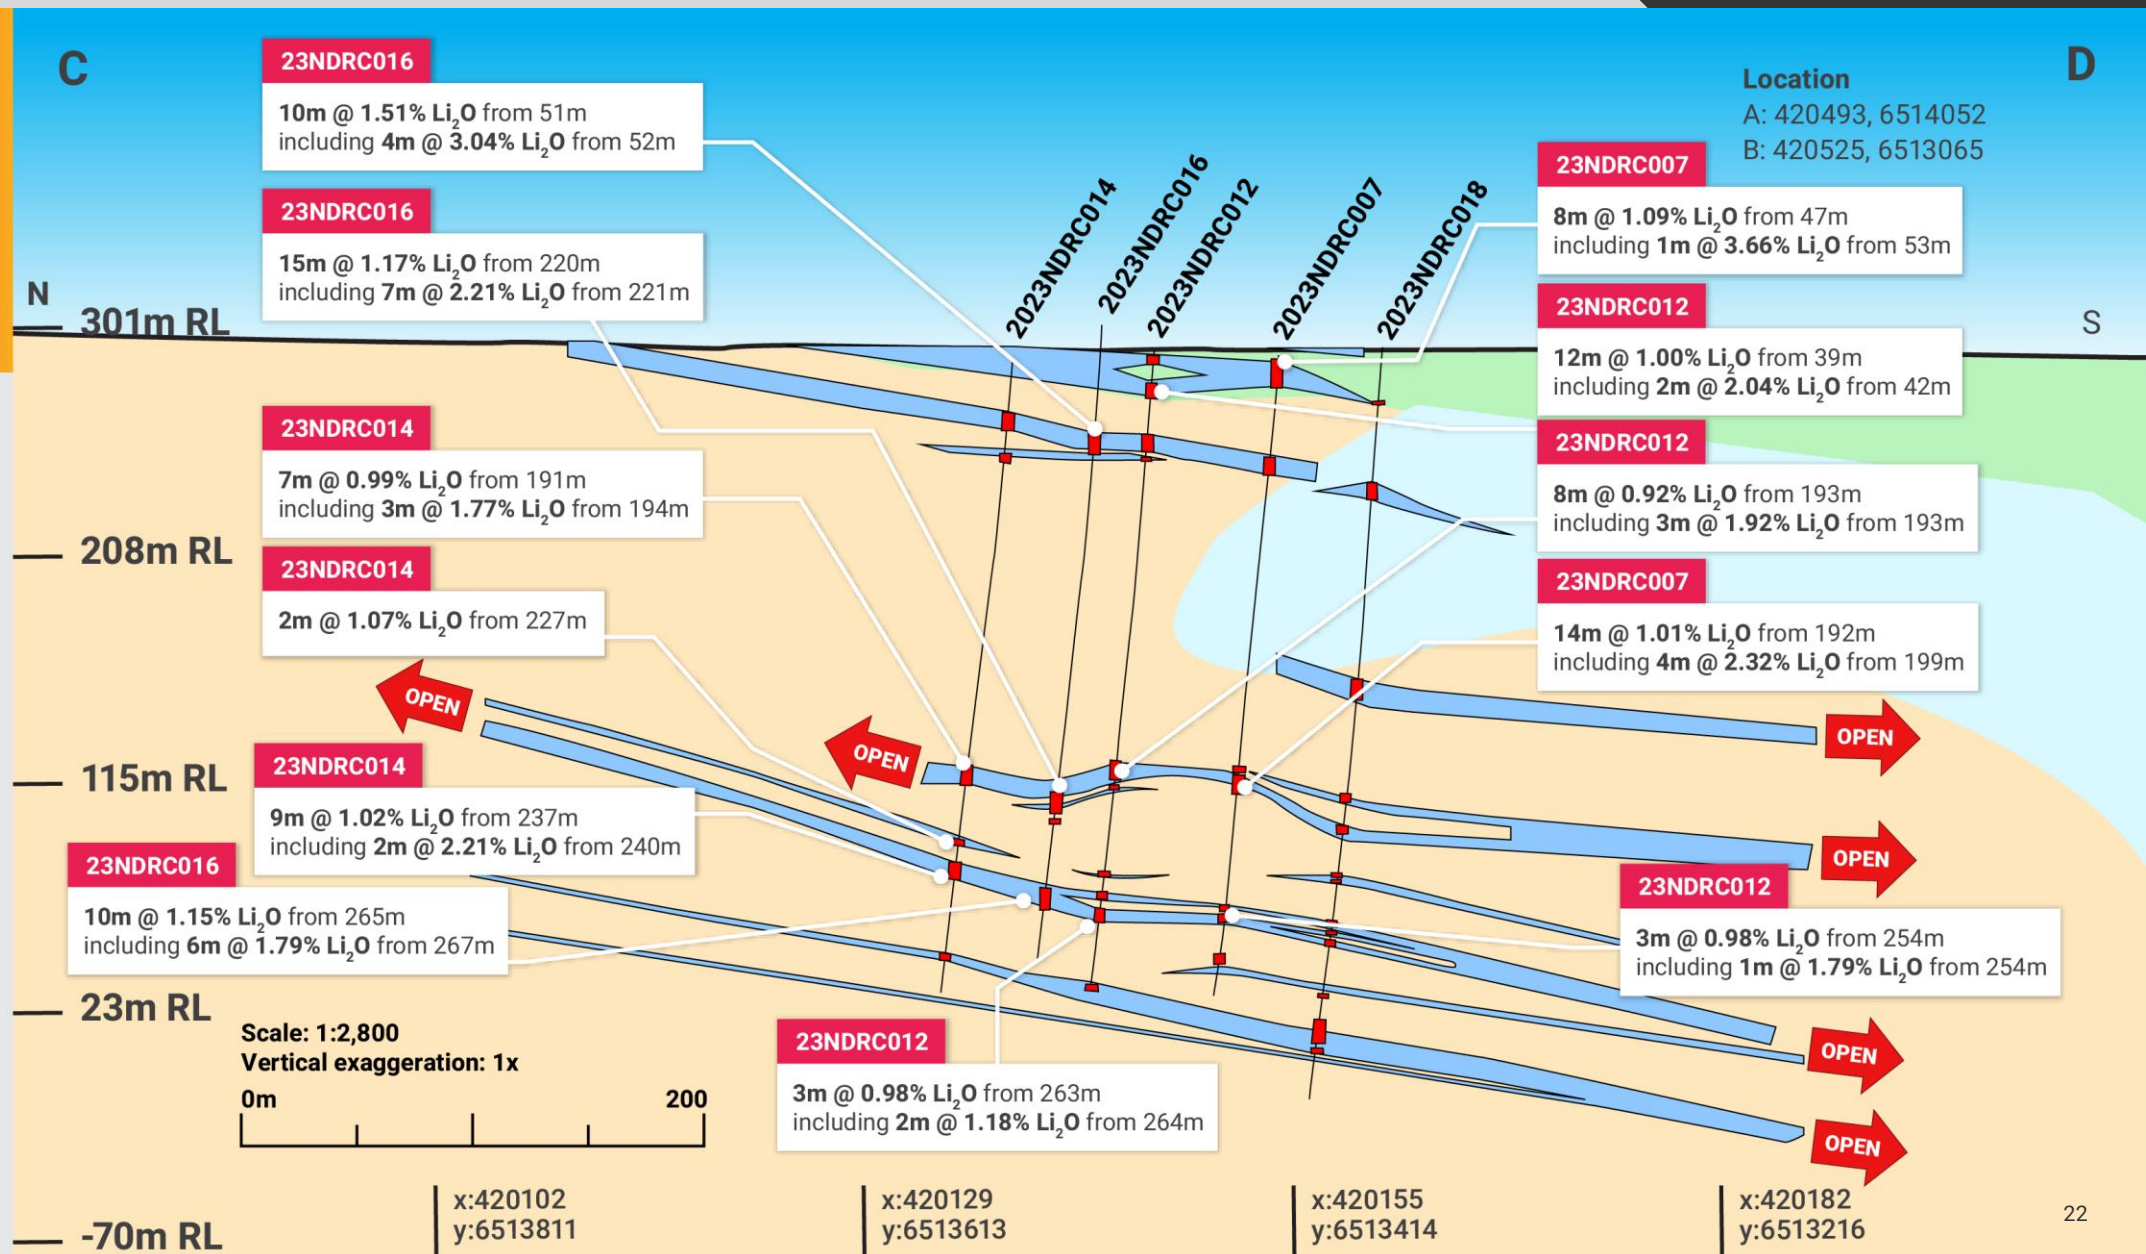 C
D
Location
A: 420493, 6514052
B: 420525, 6513065
23NDRC016
10m @ 1.51% Li₂O from 51m
including 4m @ 3.04% Li₂O from 52m
23NDRC016
15m @ 1.17% Li₂O from 220m
including 7m @ 2.21% Li₂O from 221m
N
S
301m RL
208m RL
115m RL
23m RL
-70m RL
2023NDRC014
2023NDRC016
2023NDRC012
2023NDRC007
2023NDRC018
23NDRC007
8m @ 1.09% Li₂O from 47m
including 1m @ 3.66% Li₂O from 53m
23NDRC012
12m @ 1.00% Li₂O from 39m
including 2m @ 2.04% Li₂O from 42m
23NDRC012
8m @ 0.92% Li₂O from 193m
including 3m @ 1.92% Li₂O from 193m
23NDRC007
14m @ 1.01% Li₂O from 192m
including 4m @ 2.32% Li₂O from 199m
23NDRC014
7m @ 0.99% Li₂O from 191m
including 3m @ 1.77% Li₂O from 194m
23NDRC014
2m @ 1.07% Li₂O from 227m
OPEN
OPEN
OPEN
OPEN
OPEN
OPEN
23NDRC014
9m @ 1.02% Li₂O from 237m
including 2m @ 2.21% Li₂O from 240m
23NDRC016
10m @ 1.15% Li₂O from 265m
including 6m @ 1.79% Li₂O from 267m
23NDRC012
3m @ 0.98% Li₂O from 254m
including 1m @ 1.79% Li₂O from 254m
23NDRC012
3m @ 0.98% Li₂O from 263m
including 2m @ 1.18% Li₂O from 264m
Scale: 1:2,800
Vertical exaggeration: 1x
0m 200
x:420102
y:6513811
x:420129
y:6513613
x:420155
y:6513414
x:420182
y:6513216
22